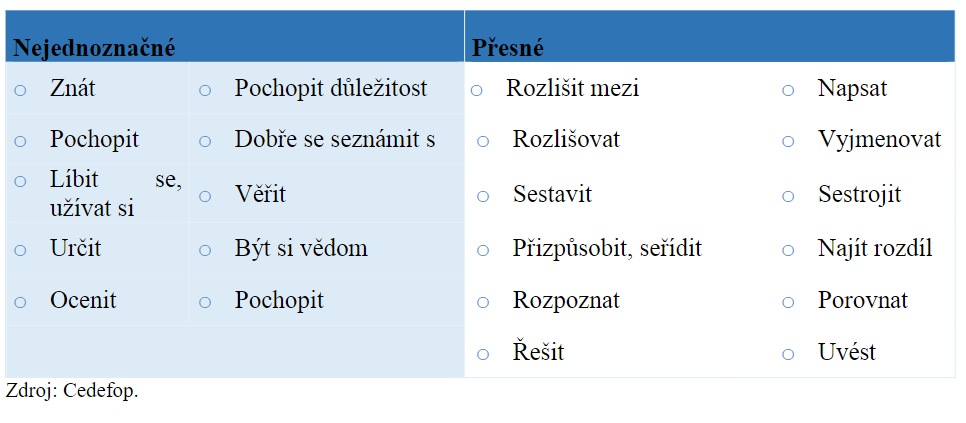 Nejednoznačné Přesné
o Znát o Pochopit důležitost o Rozlišit mezi o Napsat
o Pochopit o Dobře se seznámit s o Rozlišovat o Vyjmenovat
o Líbit se,
užívat si o Věřit o Sestavit o Sestrojit
o Určit o Být si vědom o Přizpůsobit, seřídit o Najít rozdíl
o Ocenit o Pochopit o Rozpoznat o Porovnat
o Řešit o Uvést
Zdroj: Cedefop.